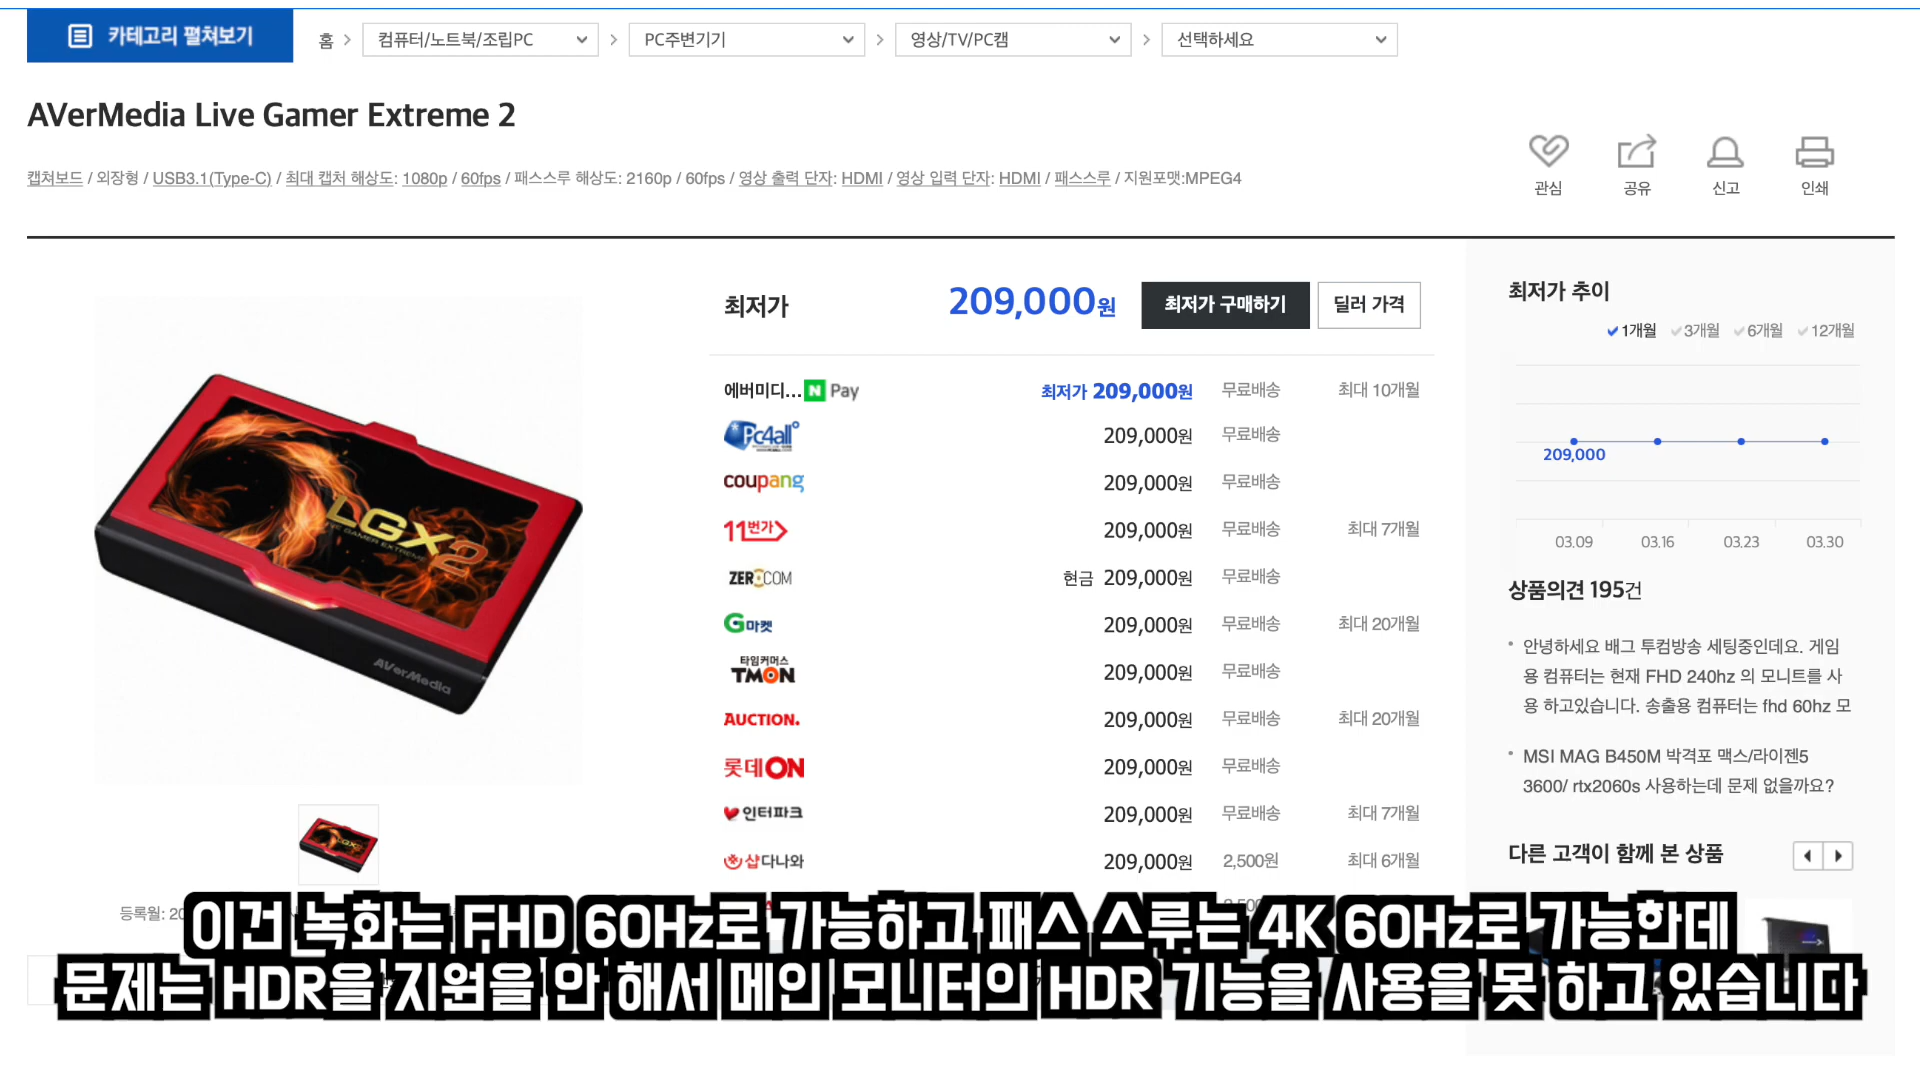 카테고리 펼쳐보기
홈 > 컴퓨터/노트북/조립PC > PC주변기기 > 영상/TV/PC캠 > 선택하세요
AVerMedia Live Gamer Extreme 2
관심 공유 신고 인쇄
캡쳐보드 / 외장형 / USB3.1(Type-C) / 최대 캡처 해상도: 1080p / 60fps / 패스스루 해상도: 2160p / 60fps / 영상 출력 단자: HDMI / 영상 입력 단자: HDMI / 패스스루 / 지원포맷:MPEG4
LGX2
LIVE GAMER EXTREME
AVerMedia
최저가 209,000원 최저가 구매하기 딜러 가격
에버미디... N Pay 최저가 209,000원 무료배송 최대 10개월
Pc4all 209,000원 무료배송
coupang 209,000원 무료배송
11번가 209,000원 무료배송 최대 7개월
ZEROCOM 현금 209,000원 무료배송
G마켓 209,000원 무료배송 최대 20개월
타임커머스
TMON 209,000원 무료배송
AUCTION. 209,000원 무료배송 최대 20개월
롯데ON 209,000원 무료배송
인터파크 209,000원 무료배송 최대 7개월
샵다나와 209,000원 2,500원 최대 6개월
최저가 추이
1개월 3개월 6개월 12개월
209,000
03.09 03.16 03.23 03.30
상품의견 195건
안녕하세요 배그 투컴방송 세팅중인데요. 게임
용 컴퓨터는 현재 FHD 240hz 의 모니트를 사
용 하고있습니다. 송출용 컴퓨터는 fhd 60hz 모
MSI MAG B450M 박격포 맥스/라이젠5
3600/ rtx2060s 사용하는데 문제 없을까요?
다른 고객이 함께 본 상품
등록월: 20
이건 녹화는 FHD 60Hz로 가능하고 패스 스루는 4K 60Hz로 가능한데
문제는 HDR을 지원을 안 해서 메인 모니터의 HDR 기능을 사용을 못 하고 있습니다